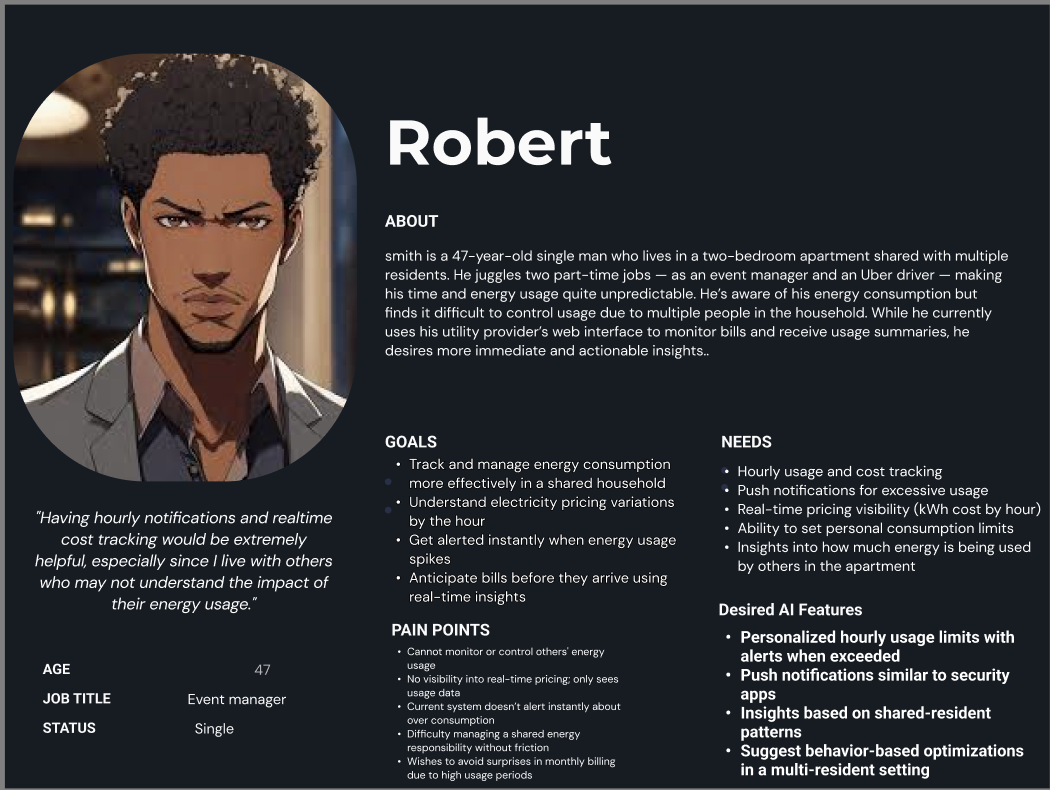 Robert
ABOUT
smith is a 47-year-old single man who lives in a two-bedroom apartment shared with multiple
residents. He juggles two part-time jobs — as an event manager and an Uber driver — making
his time and energy usage quite unpredictable. He's aware of his energy consumption but
finds it difficult to control usage due to multiple people in the household. While he currently
uses his utility provider's web interface to monitor bills and receive usage summaries, he
desires more immediate and actionable insights..
"Having hourly notifications and realtime
cost tracking would be extremely
helpful, especially since I live with others
who may not understand the impact of
their energy usage."
AGE 47
JOB TITLE Event manager
STATUS Single
GOALS
• Track and manage energy consumption
more effectively in a shared household
• Understand electricity pricing variations
by the hour
• Get alerted instantly when energy usage
spikes
• Anticipate bills before they arrive using
real-time insights
PAIN POINTS
• Cannot monitor or control others' energy
usage
• No visibility into real-time pricing; only sees
usage data
• Current system doesn't alert instantly about
over consumption
• Difficulty managing a shared energy
responsibility without friction
• Wishes to avoid surprises in monthly billing
due to high usage periods
NEEDS
• Hourly usage and cost tracking
• Push notifications for excessive usage
• Real-time pricing visibility (kWh cost by hour)
• Ability to set personal consumption limits
• Insights into how much energy is being used
by others in the apartment
Desired AI Features
• Personalized hourly usage limits with
alerts when exceeded
• Push notifications similar to security
apps
• Insights based on shared-resident
patterns
• Suggest behavior-based optimizations
in a multi-resident setting